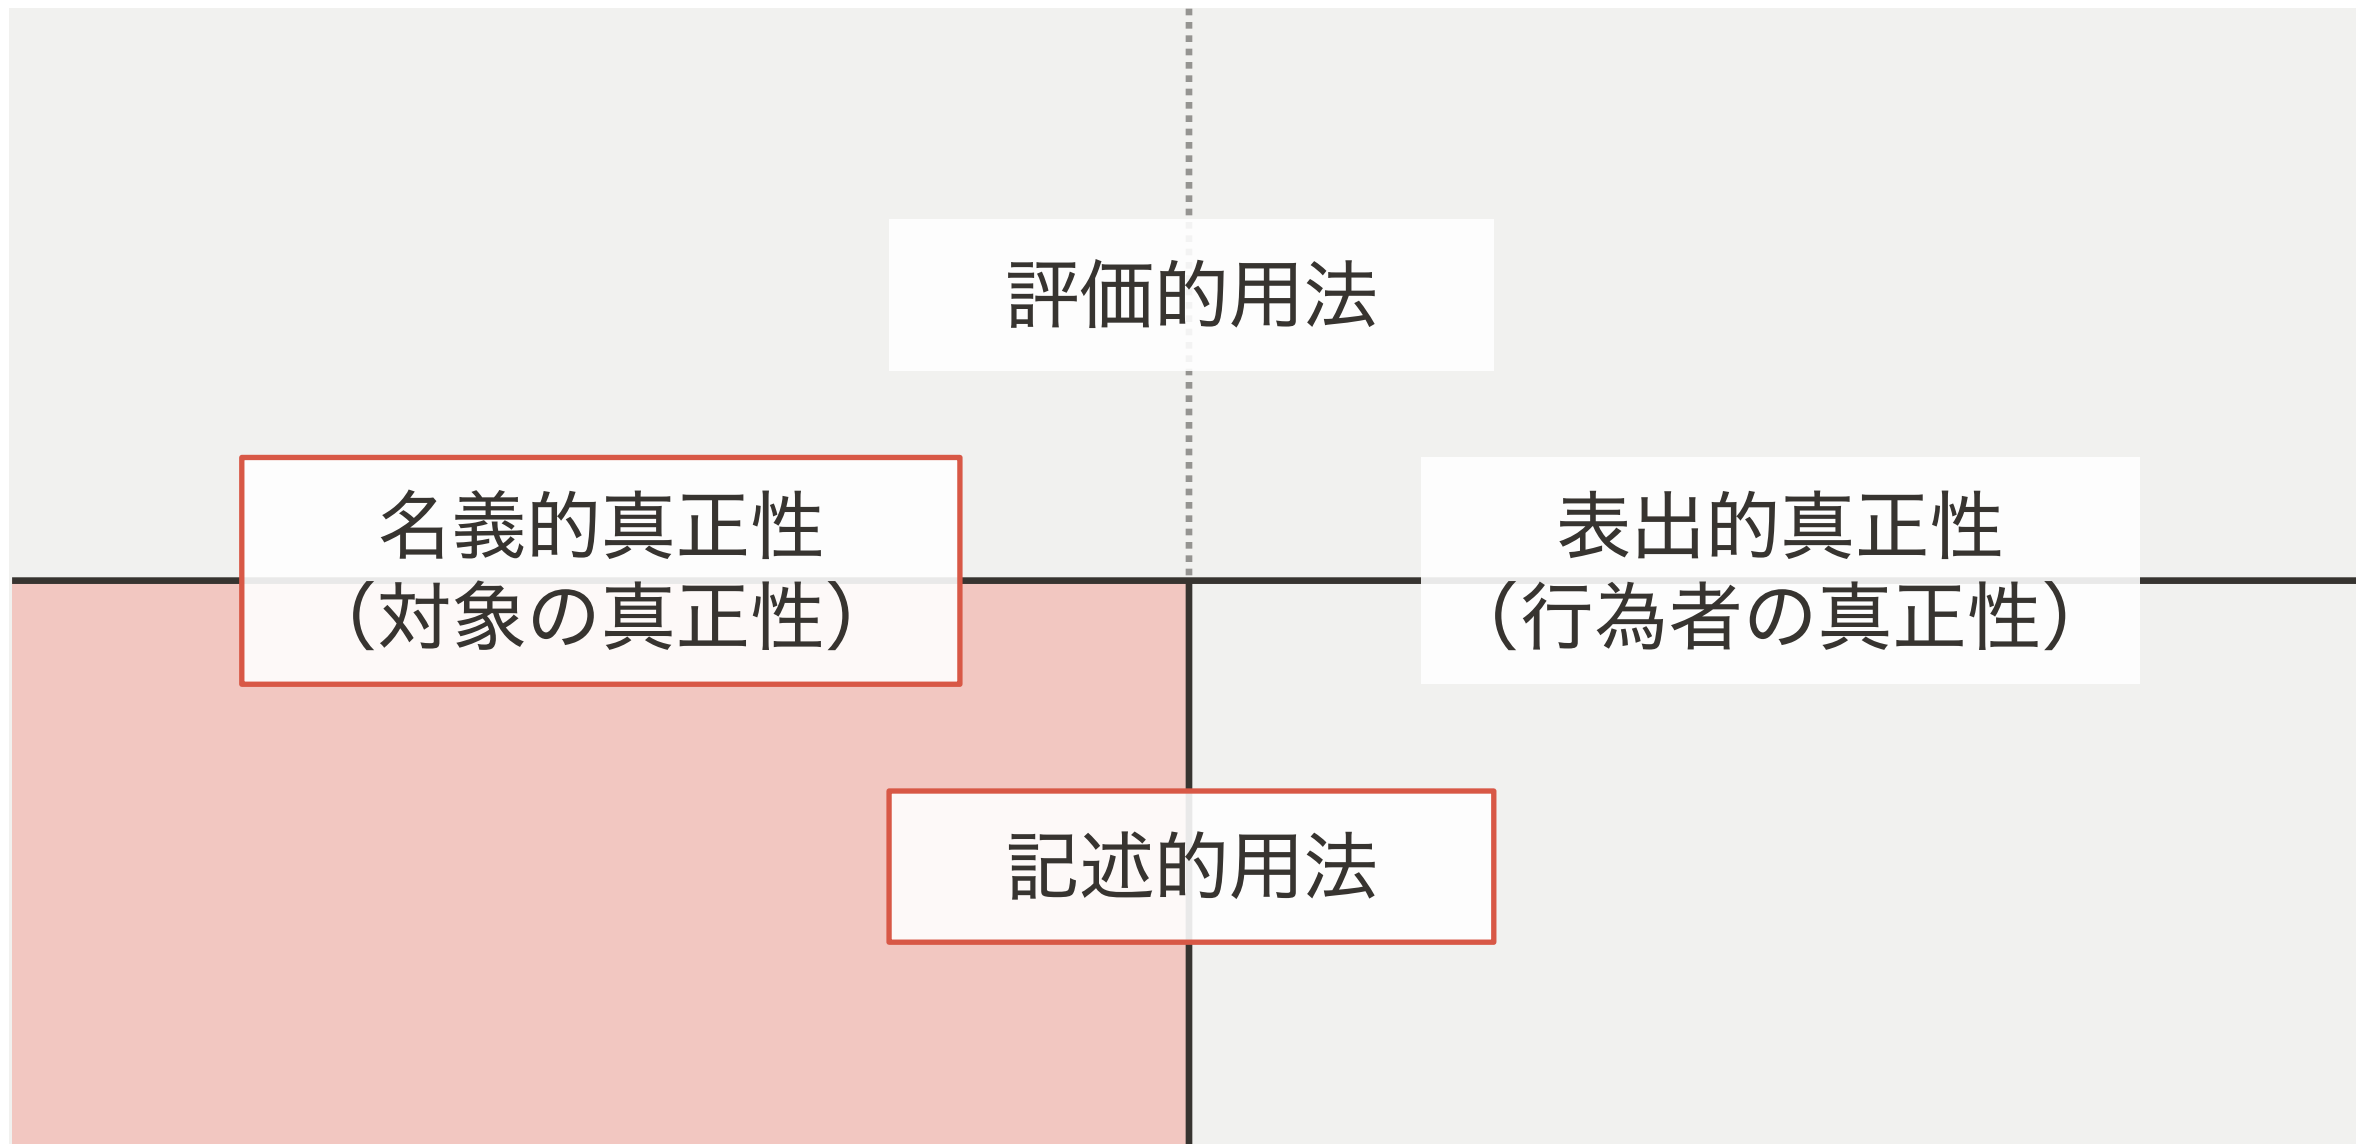 評価的用法
名義的真正性
（対象の真正性）
表出的真正性
（行為者の真正性）
記述的用法